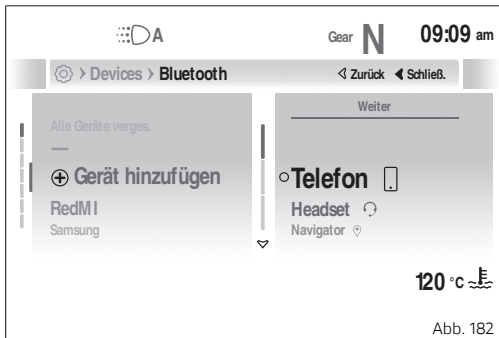 A
Gear N
09:09 am
> Devices > Bluetooth
Zurück
Schließ.
Alle Geräte verges.
Gerät hinzufügen
RedMI
Samsung
Weiter
Telefon
Headset
Navigator
120 °C
Abb. 182